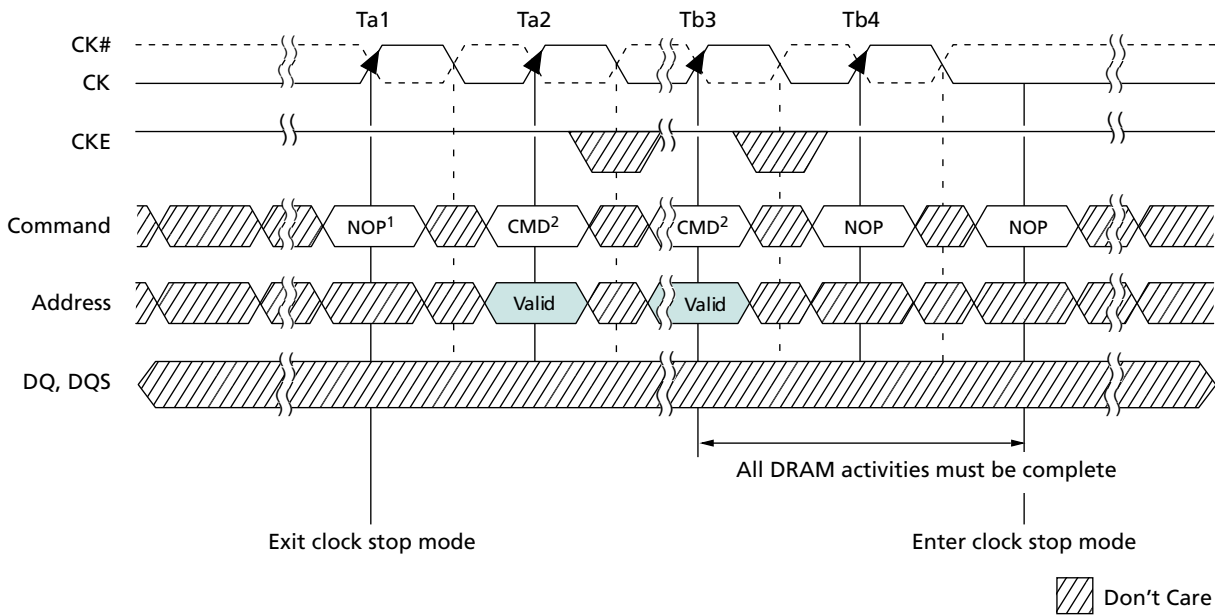 Ta1 Ta2 Tb3 Tb4
CK#
CK
CKE
Command NOP1 CMD2 CMD2 NOP NOP
Address Valid Valid
DQ, DQS
All DRAM activities must be complete
Exit clock stop mode Enter clock stop mode
Don't Care